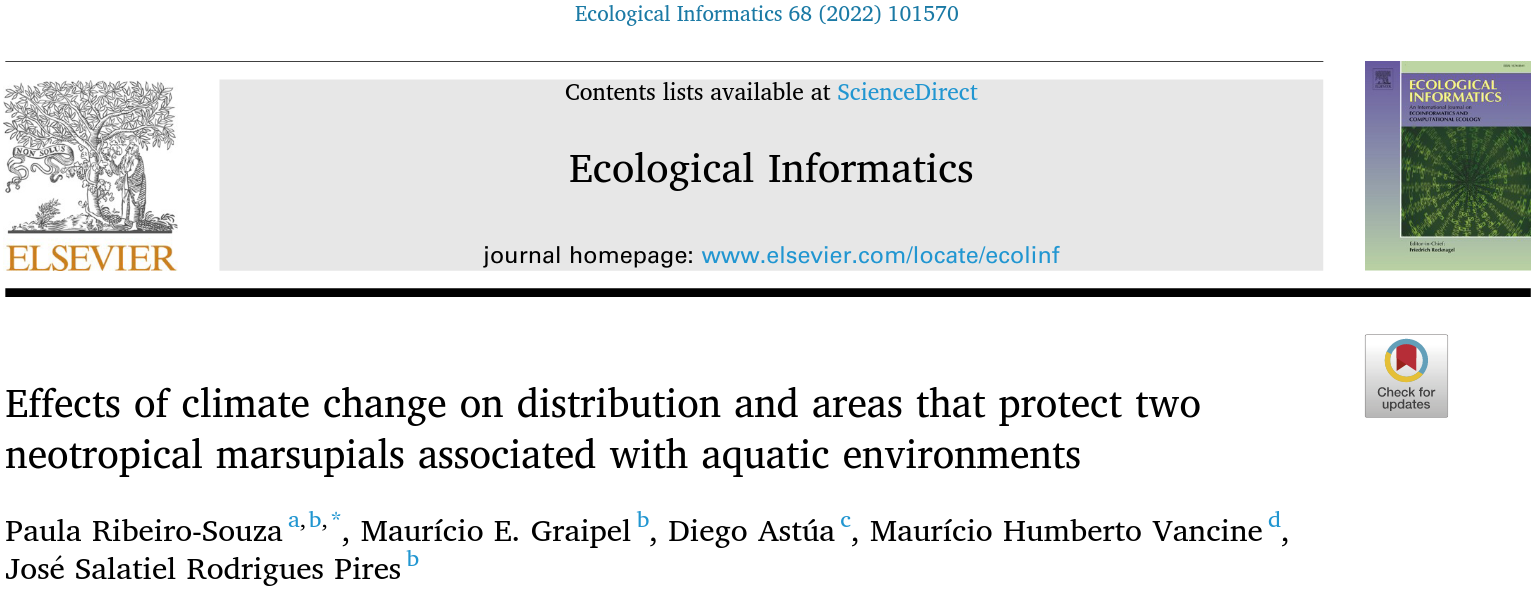 Ecological Informatics 68 (2022) 101570
NON SOLUS
ELSEVIER
Contents lists available at ScienceDirect
Ecological Informatics
journal homepage: www.elsevier.com/locate/ecolinf
ECOLOGICAL
INFORMATICS
An International Journal on
ECOINFORMATICS AND
COMPUTATIONAL ECOLOGY
Editor-in-Chief:
Friedrich Recknagel
Check for
updates
Effects of climate change on distribution and areas that protect two
neotropical marsupials associated with aquatic environments
Paula Ribeiro-Souza a,b,*, Maurício E. Graipel b, Diego Astúa c, Maurício Humberto Vancine d,
José Salatiel Rodrigues Pires b